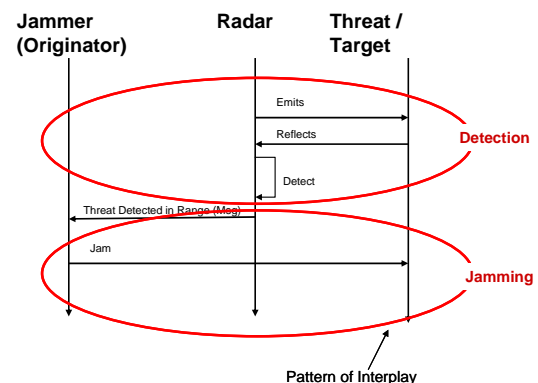 Jammer
(Originator)
Radar
Threat /
Target
Emits
Reflects
Detection
Detect
Threat Detected in Range (Msg)
Jam
Jamming
Pattern of Interplay